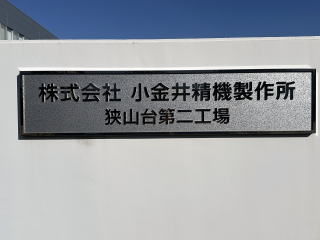 株式会社 小金井精機製作所
狭山台第二工場